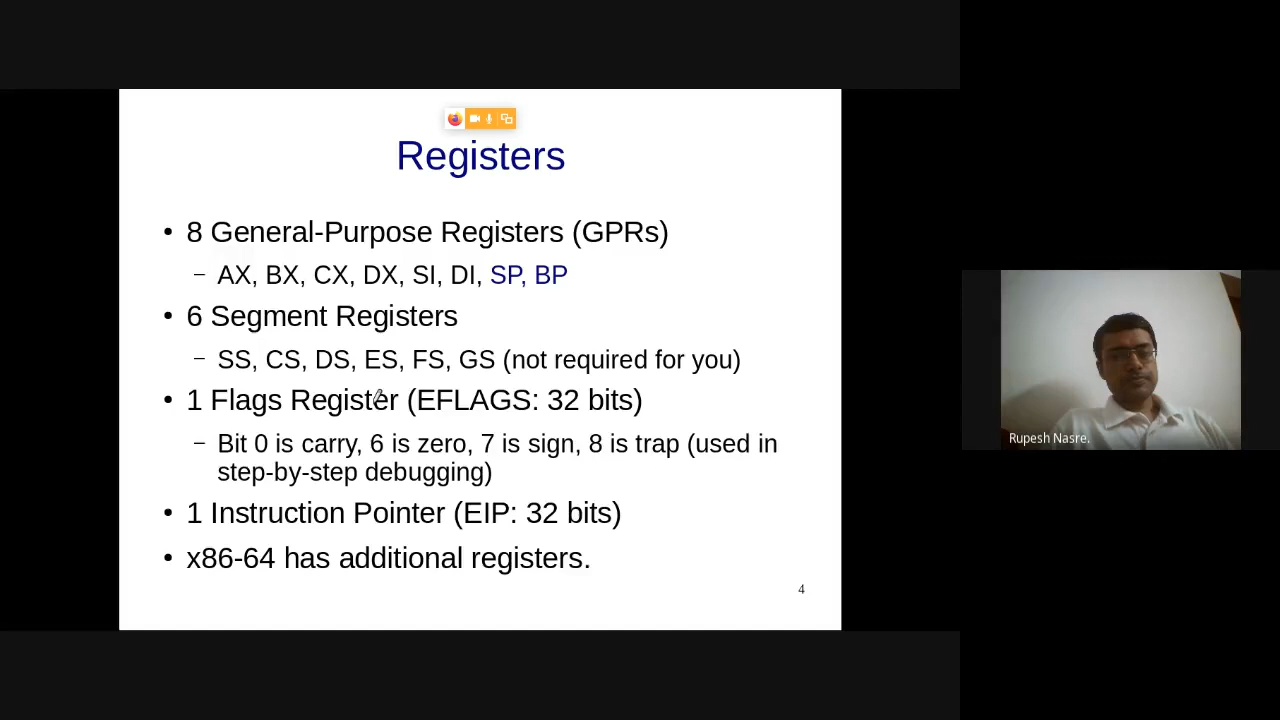 Registers
• 8 General-Purpose Registers (GPRs)
– AX, BX, CX, DX, SI, DI, SP, BP
• 6 Segment Registers
– SS, CS, DS, ES, FS, GS (not required for you)
• 1 Flags Register (EFLAGS: 32 bits)
– Bit 0 is carry, 6 is zero, 7 is sign, 8 is trap (used in
step-by-step debugging)
• 1 Instruction Pointer (EIP: 32 bits)
• x86-64 has additional registers.
4
Rupesh Nasre.